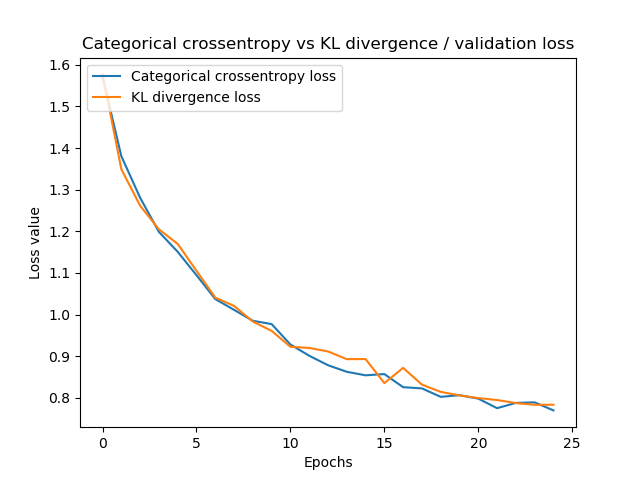 Categorical crossentropy vs KL divergence / validation loss
Categorical crossentropy loss
KL divergence loss
Loss value
1.6
1.5
1.4
1.3
1.2
1.1
1.0
0.9
0.8
0 5 10 15 20 25
Epochs